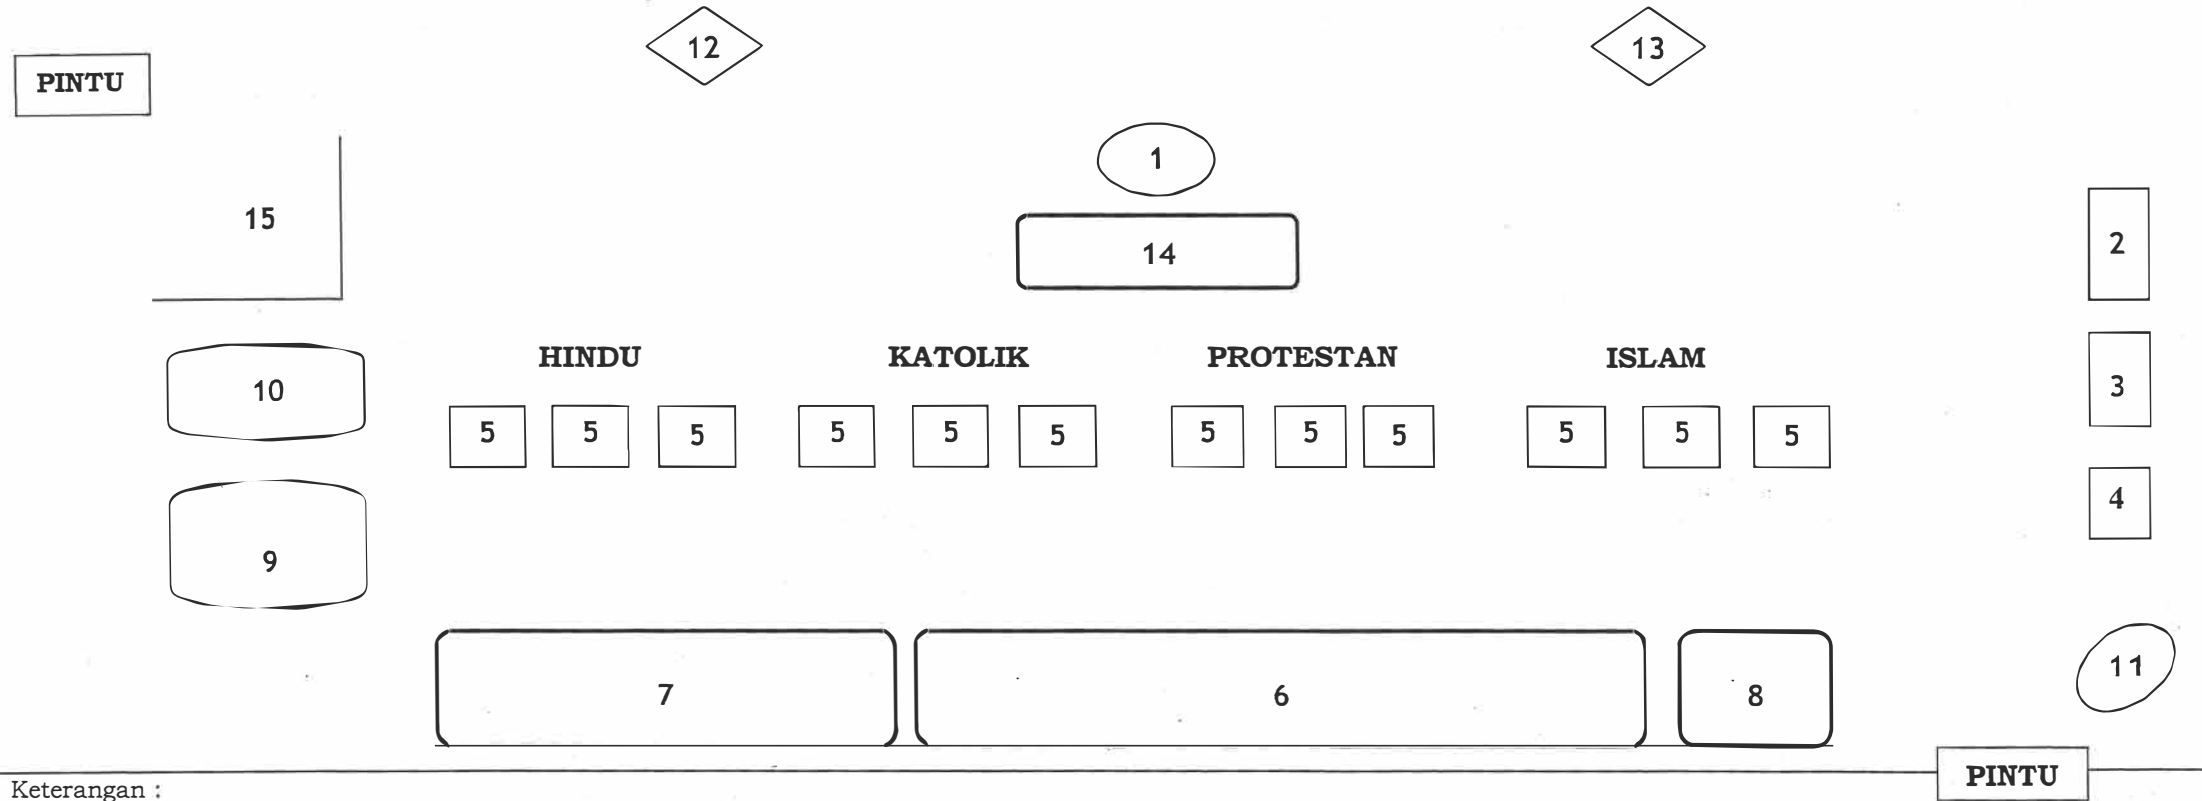 12 13
PINTU
1
15
14
2
HINDU KATOLIK PROTESTAN ISLAM
10
3
5 5 5 5 5 5 5 5 5 5 5 5
4
9
11
7 6 8
PINTU
Keterangan :